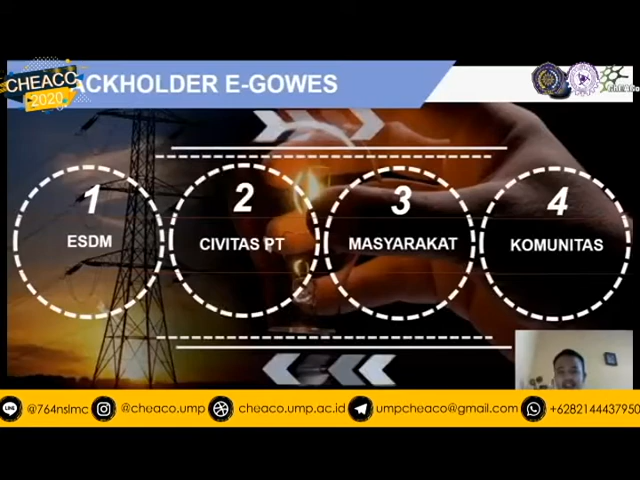 CHEACO
2020
ACKHOLDER E-GOWES
CHEACO
1
ESDM
2
CIVITAS PT
3
MASYARAKAT
4
KOMUNITAS
@764nslmc
@cheaco.ump
cheaco.ump.ac.id
umpcheaco@gmail.com
+6282144437950